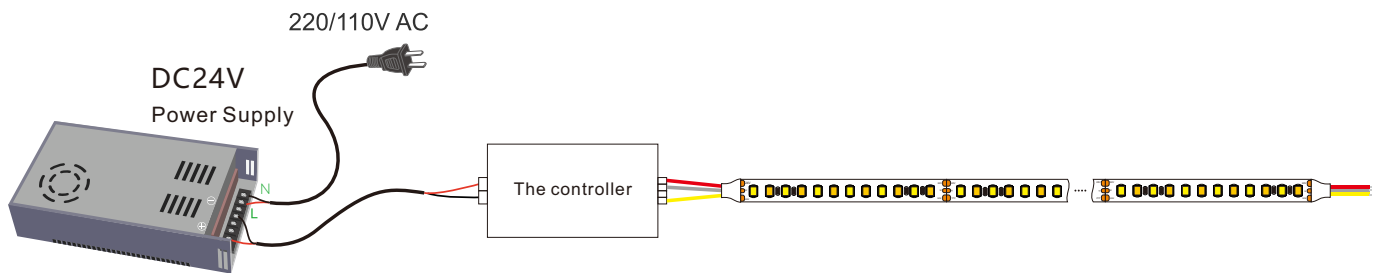 220/110V AC
DC24V
Power Supply
N
L
The controller